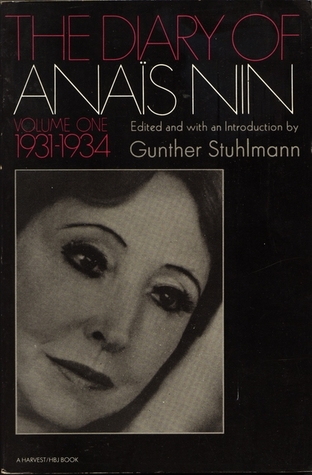 THE DIARY OF
ANAÏS NIN
VOLUME ONE
1931-1934
Edited and with an Introduction by
Gunther Stuhlmann
A HARVEST/HBJ BOOK